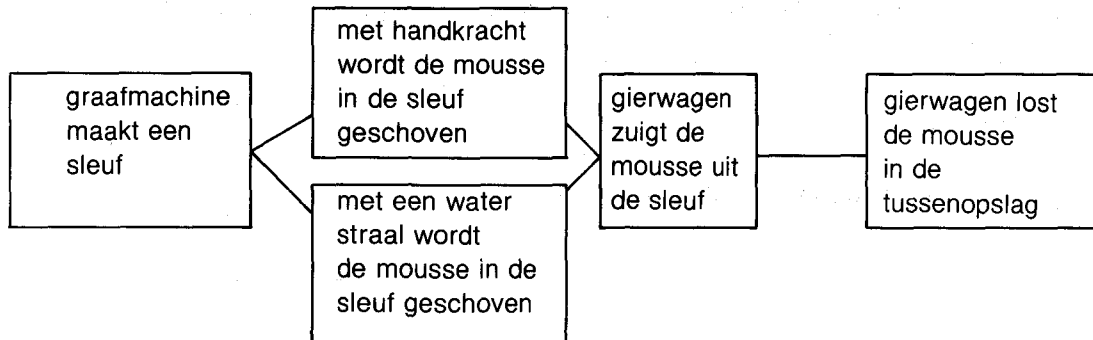 graafmachine
maakt een
sleuf
met handkracht
wordt de mousse
in de sleuf
geschoven
met een water
straal wordt
de mousse in de
sleuf geschoven
gierwagen
zuigt de
mousse uit
de sleuf
gierwagen lost
de mousse
in de
tussenopslag